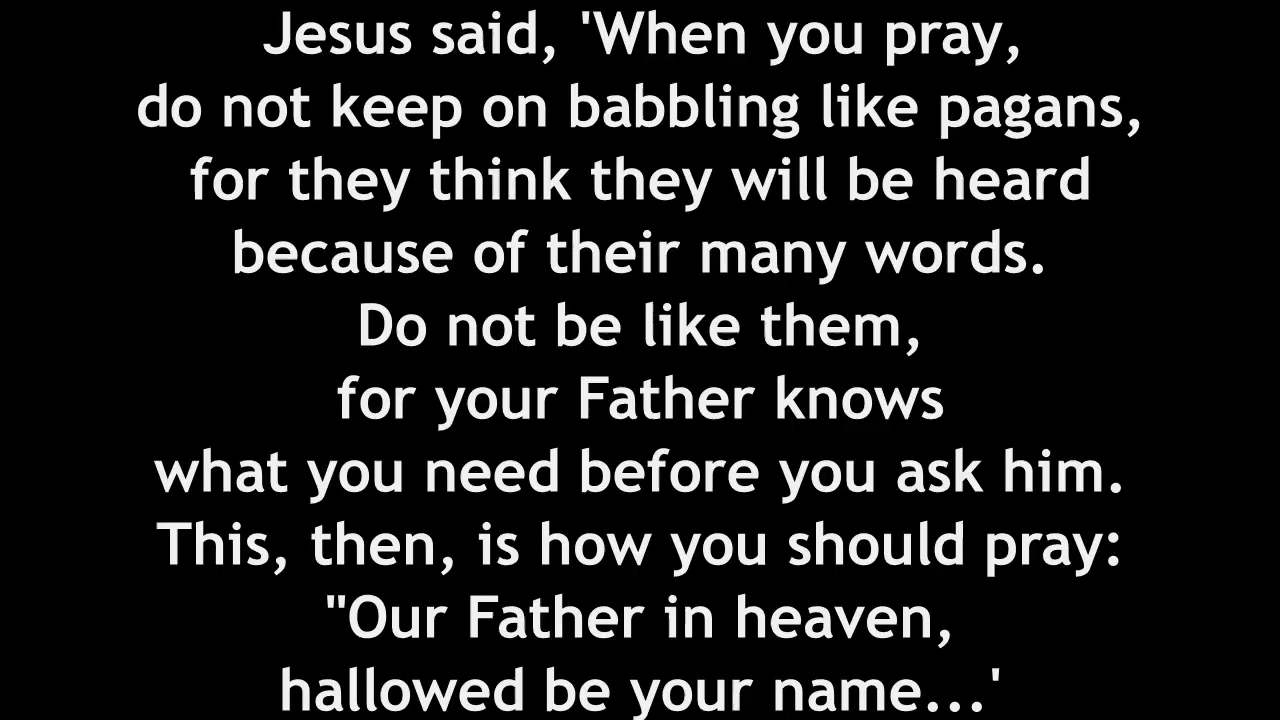 Jesus said, 'When you pray,
do not keep on babbling like pagans,
for they think they will be heard
because of their many words.
Do not be like them,
for your Father knows
what you need before you ask him.
This, then, is how you should pray:
"Our Father in heaven,
hallowed be your name...'